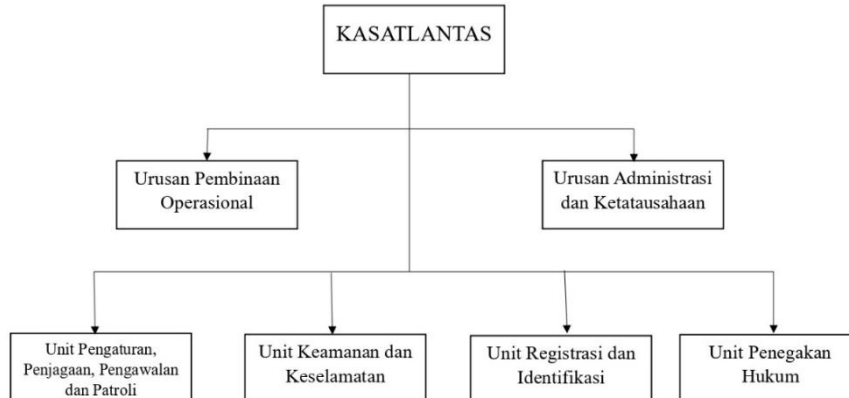 KASATLANTAS
Urusan Pembinaan
Operasional
Urusan Administrasi
dan Ketatausahaan
Unit Pengaturan,
Penjagaan, Pengawalan
dan Patroli
Unit Keamanan dan
Keselamatan
Unit Registrasi dan
Identifikasi
Unit Penegakan
Hukum